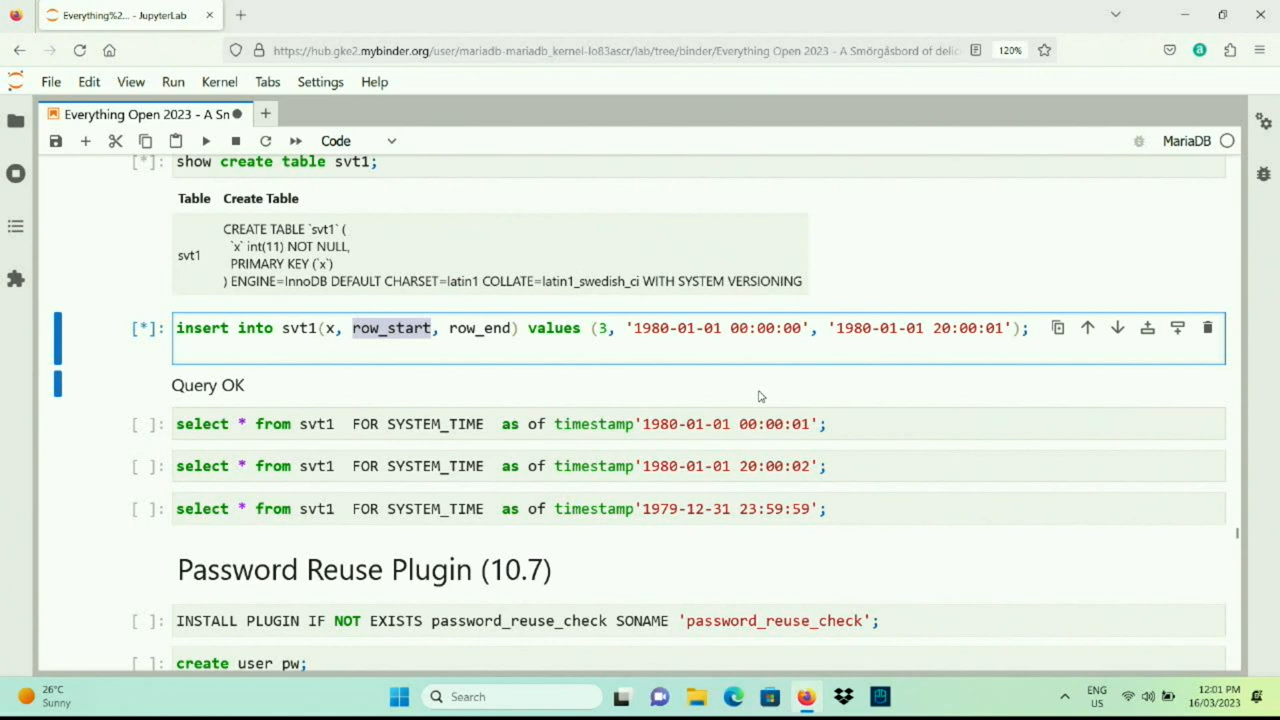 Everything%2... - JupyterLab
https://hub.gke2.mybinder.org/user/mariadb-mariadb_kernel-lo83ascr/lab/tree/binder/Everything Open 2023 - A Smörgåsbord of delic
120%
File Edit View Run Kernel Tabs Settings Help
Everything Open 2023 - A Sn
Code
MariaDB
[*]: show create table svt1;
Table Create Table
CREATE TABLE `svt1` (
`x` int(11) NOT NULL,
svt1
PRIMARY KEY (`x`)
) ENGINE=InnoDB DEFAULT CHARSET=latin1 COLLATE=latin1_swedish_ci WITH SYSTEM VERSIONING
[*]: insert into svt1(x, row_start, row_end) values (3, '1980-01-01 00:00:00', '1980-01-01 20:00:01');
Query OK
[ ]: select * from svt1 FOR SYSTEM_TIME as of timestamp'1980-01-01 00:00:01';
[ ]: select * from svt1 FOR SYSTEM_TIME as of timestamp'1980-01-01 20:00:02';
[ ]: select * from svt1 FOR SYSTEM_TIME as of timestamp'1979-12-31 23:59:59';
Password Reuse Plugin (10.7)
[ ]: INSTALL PLUGIN IF NOT EXISTS password_reuse_check SONAME 'password_reuse_check';
[ ]: create user pw;
26°C
Sunny
Search
ENG
US
12:01 PM
16/03/2023